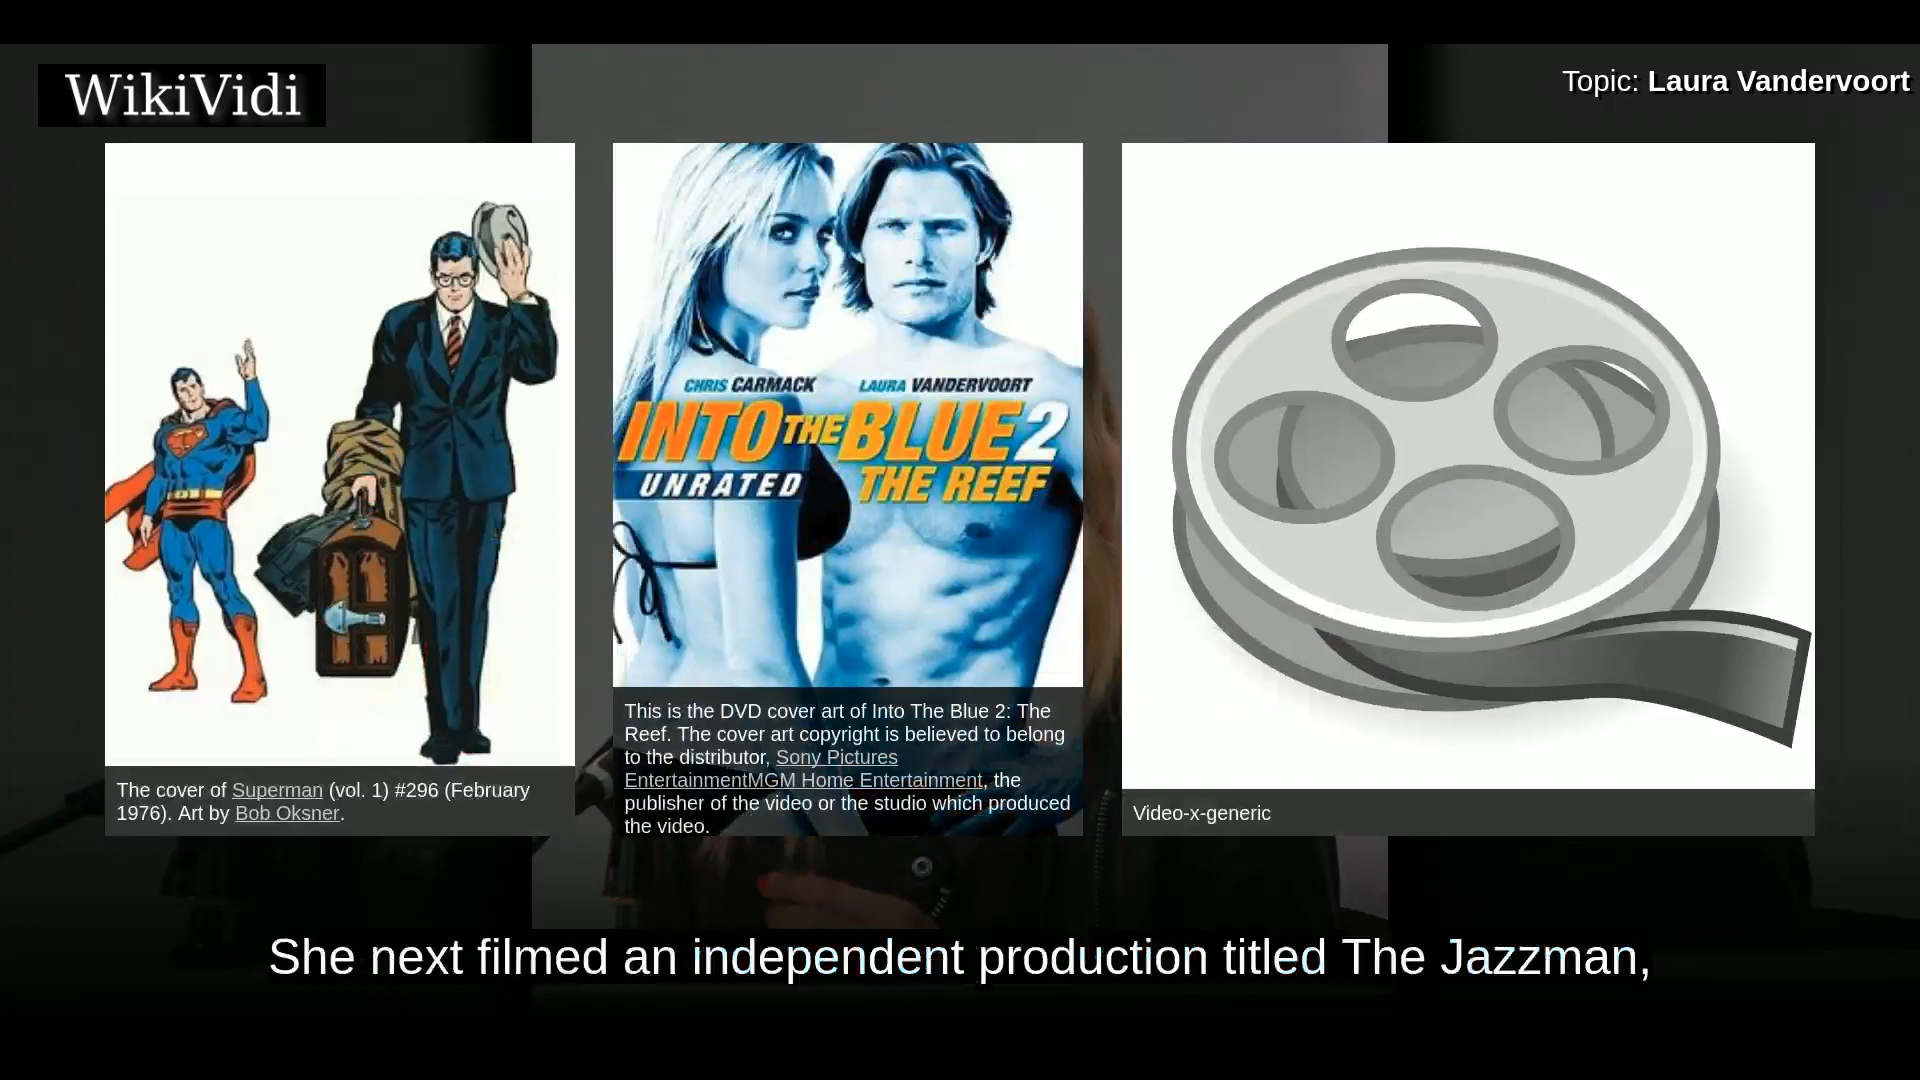 WikiVidi
Topic: Laura Vandervoort
CHRIS CARMACK LAURA VANDERVOORT
INTO THE BLUE 2
UNRATED THE REEF
The cover of Superman (vol. 1) #296 (February
1976). Art by Bob Oksner.
This is the DVD cover art of Into The Blue 2: The
Reef. The cover art copyright is believed to belong
to the distributor, Sony Pictures
EntertainmentMGM Home Entertainment, the
publisher of the video or the studio which produced
the video.
Video-x-generic
She next filmed an independent production titled The Jazzman,